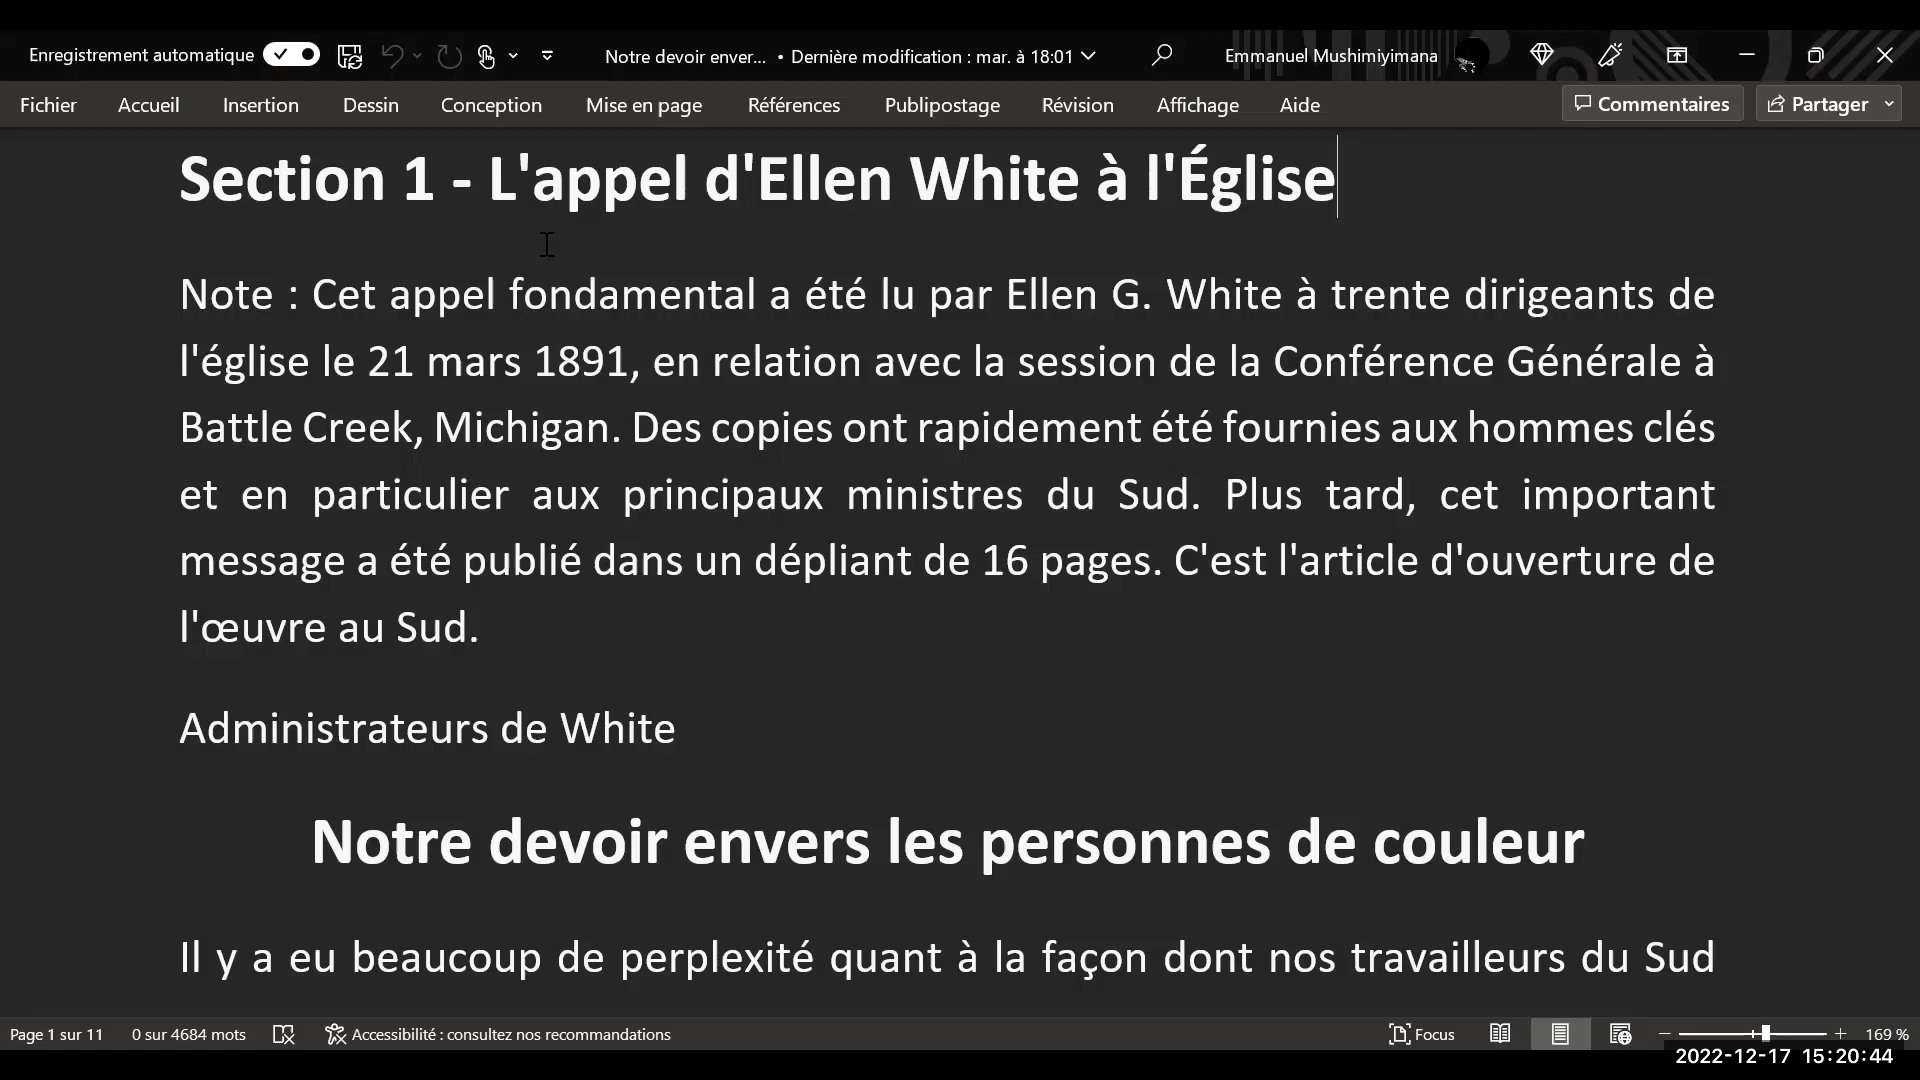 Enregistrement automatique
Notre devoir enver... • Dernière modification : mar. à 18:01
Emmanuel Mushimiyimana
Fichier Accueil Insertion Dessin Conception Mise en page Références Publipostage Révision Affichage Aide Commentaires Partager
Section 1 - L'appel d'Ellen White à l'Église
Note : Cet appel fondamental a été lu par Ellen G. White à trente dirigeants de
l'église le 21 mars 1891, en relation avec la session de la Conférence Générale à
Battle Creek, Michigan. Des copies ont rapidement été fournies aux hommes clés
et en particulier aux principaux ministres du Sud. Plus tard, cet important
message a été publié dans un dépliant de 16 pages. C'est l'article d'ouverture de
l'œuvre au Sud.
Administrateurs de White
Notre devoir envers les personnes de couleur
Il y a eu beaucoup de perplexité quant à la façon dont nos travailleurs du Sud
Page 1 sur 11 0 sur 4684 mots Accessibilité : consultez nos recommandations Focus 169 %
2022-12-17 15:20:44